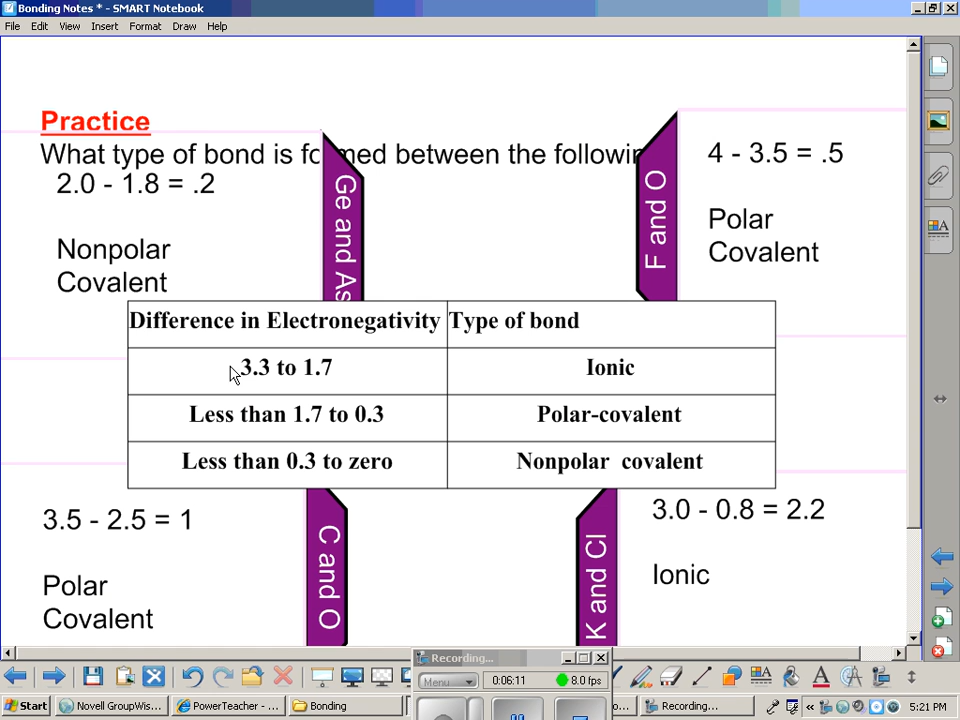 Bonding Notes * - SMART Notebook
File Edit View Insert Format Draw Help
Practice
What type of bond is formed between the following
2.0 - 1.8 = .2
Nonpolar
Covalent
Ge and As
F and O
4 - 3.5 = .5
Polar
Covalent
Difference in Electronegativity Type of bond
3.3 to 1.7 Ionic
Less than 1.7 to 0.3 Polar-covalent
Less than 0.3 to zero Nonpolar covalent
3.5 - 2.5 = 1
Polar
Covalent
C and O
K and Cl
3.0 - 0.8 = 2.2
Ionic
Recording...
Menu
0:06:11
8.0 fps
Start
Novell GroupWis...
PowerTeacher - ...
Bonding
Recording...
5:21 PM